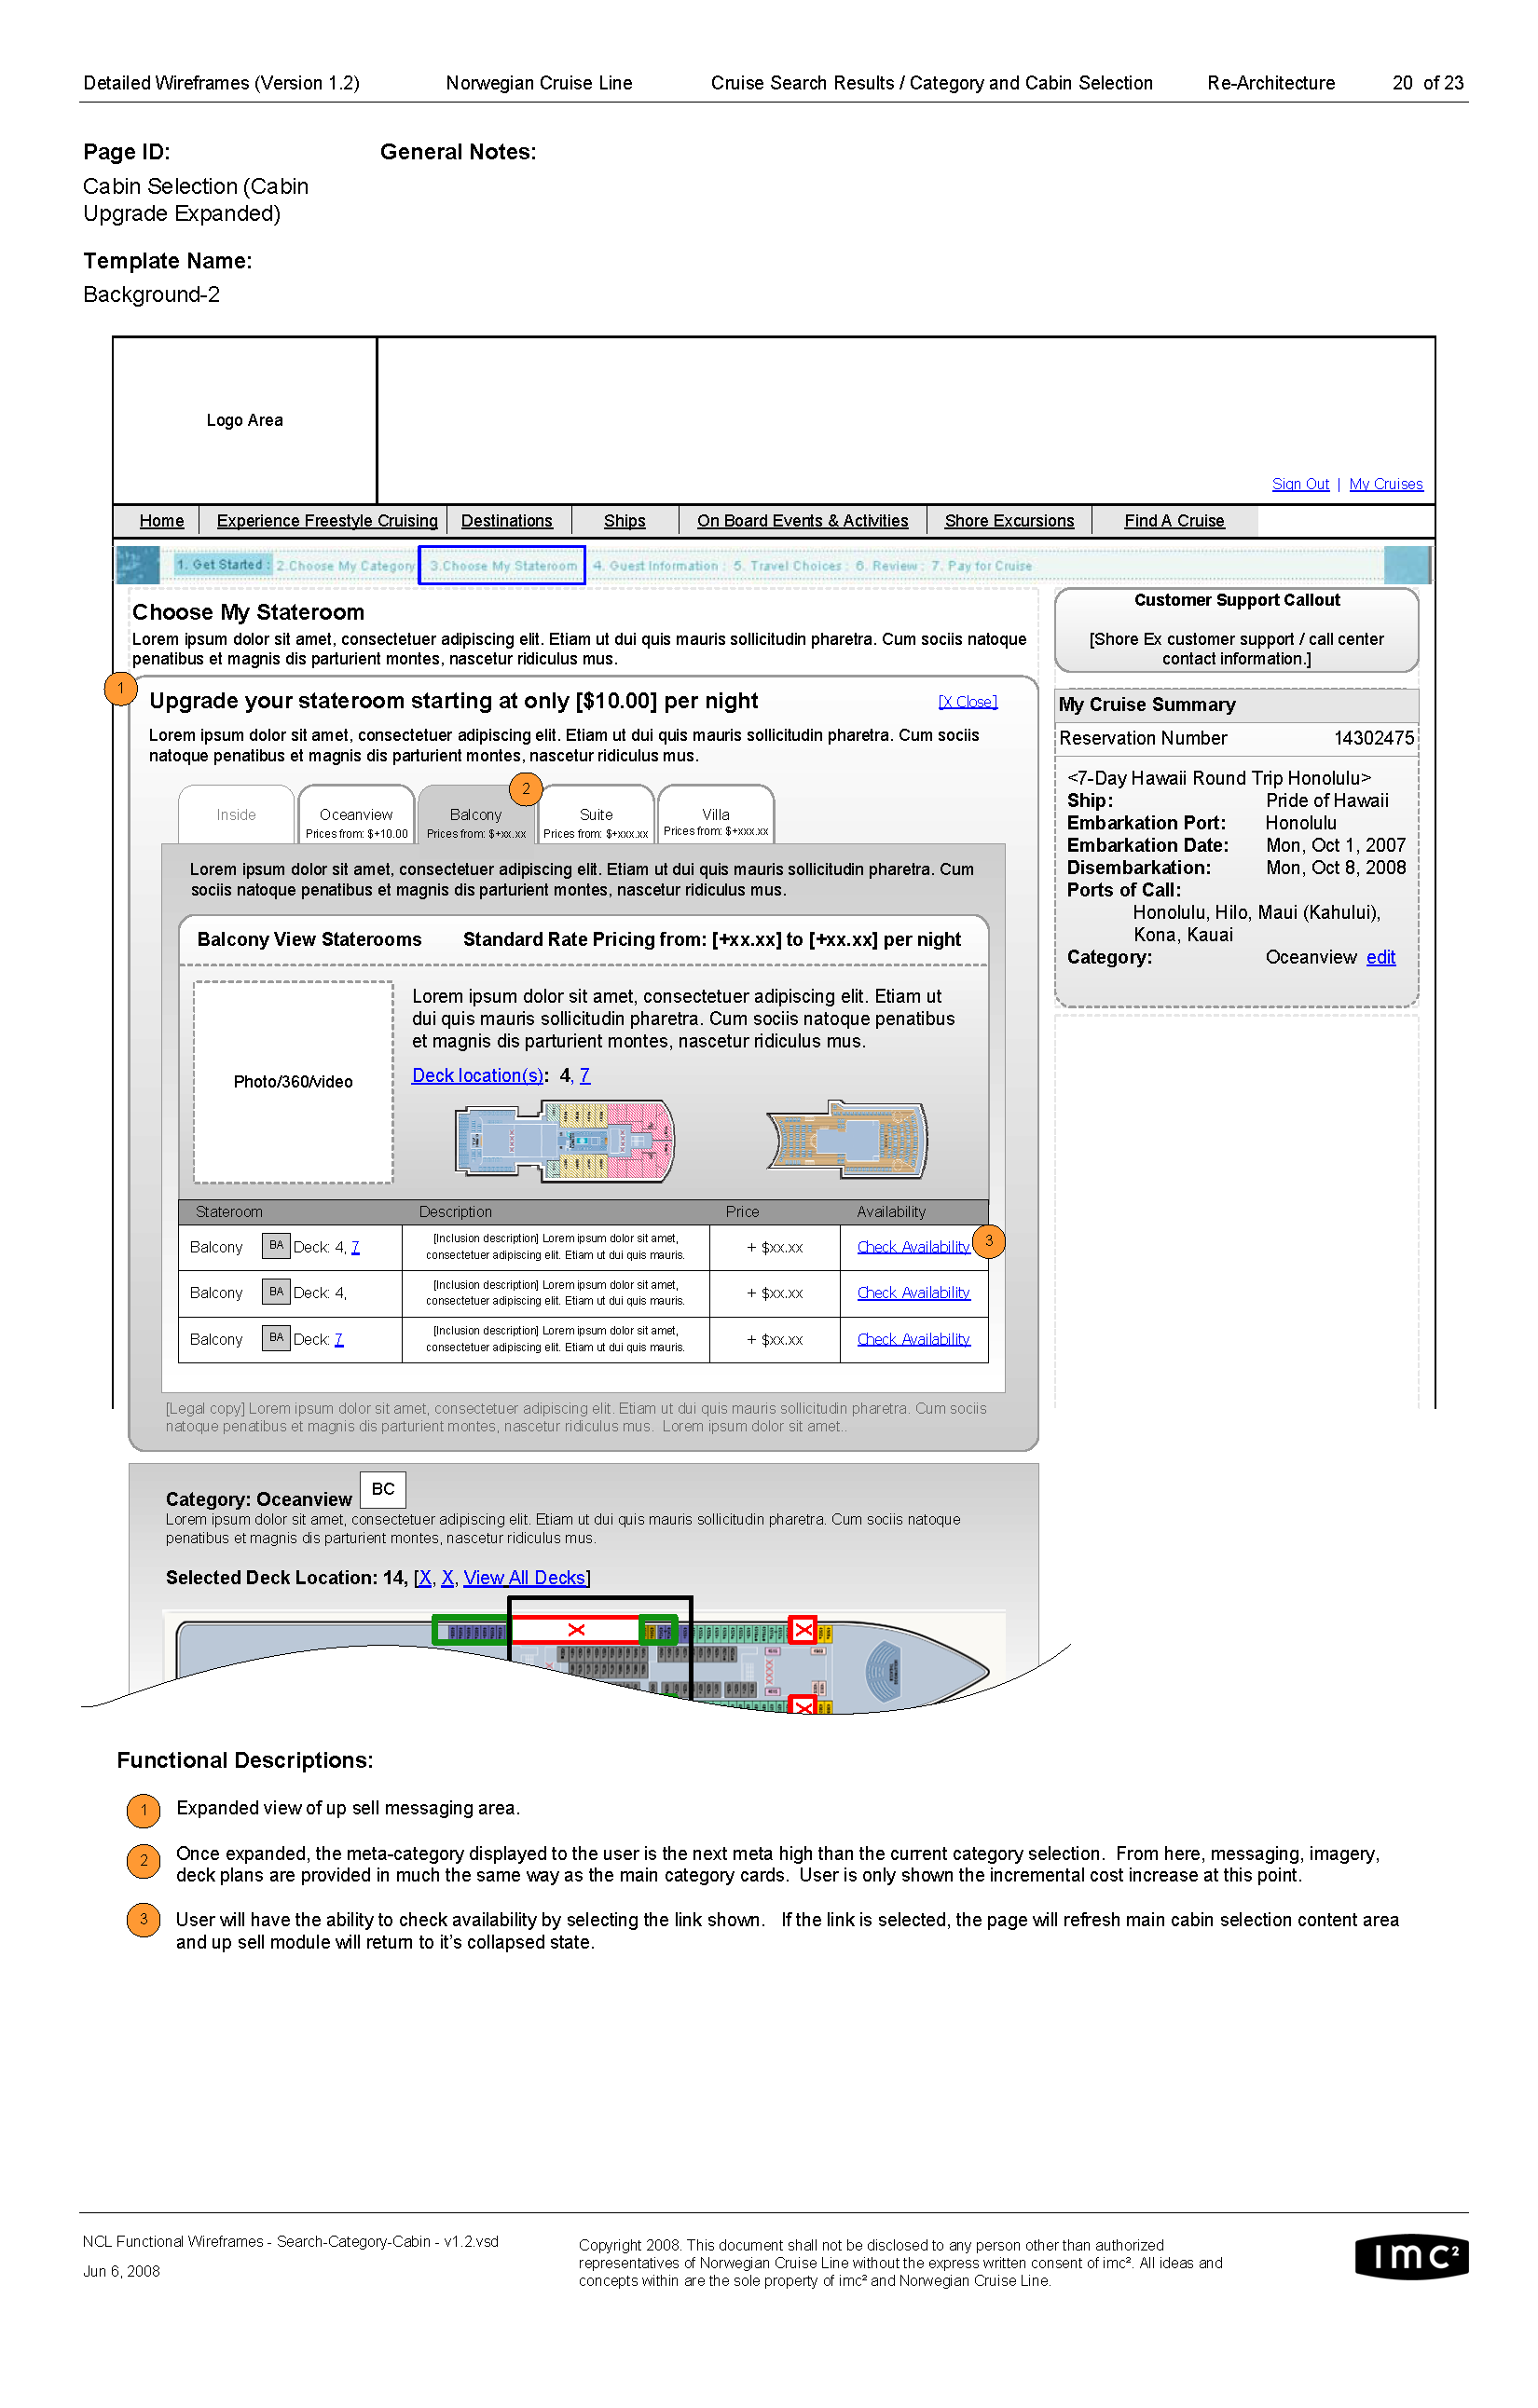 Detailed Wireframes (Version 1.2) Norwegian Cruise Line Cruise Search Results / Category and Cabin Selection Re-Architecture 20 of 23
Page ID: General Notes:
Cabin Selection (Cabin
Upgrade Expanded)
Template Name:
Background-2
Logo Area
Sign Out | My Cruises
Home Experience Freestyle Cruising Destinations Ships On Board Events & Activities Shore Excursions Find A Cruise
1. Get Started : 2.Choose My Category 3.Choose My Stateroom 4. Guest Information : 5. Travel Choices : 6. Review : 7. Pay for Cruise
Choose My Stateroom
Lorem ipsum dolor sit amet, consectetuer adipiscing elit. Etiam ut dui quis mauris sollicitudin pharetra. Cum sociis natoque
penatibus et magnis dis parturient montes, nascetur ridiculus mus.
1
Upgrade your stateroom starting at only [$10.00] per night [X Close]
Lorem ipsum dolor sit amet, consectetuer adipiscing elit. Etiam ut dui quis mauris sollicitudin pharetra. Cum sociis
natoque penatibus et magnis dis parturient montes, nascetur ridiculus mus.
2
Inside Oceanview Balcony Suite Villa
Prices from: $+10.00 Prices from: $+xx.xx Prices from: $+xxx.xx Prices from: $+xxx.xx
Lorem ipsum dolor sit amet, consectetuer adipiscing elit. Etiam ut dui quis mauris sollicitudin pharetra. Cum
sociis natoque penatibus et magnis dis parturient montes, nascetur ridiculus mus.
Balcony View Staterooms Standard Rate Pricing from: [+xx.xx] to [+xx.xx] per night
Photo/360/video
Lorem ipsum dolor sit amet, consectetuer adipiscing elit. Etiam ut
dui quis mauris sollicitudin pharetra. Cum sociis natoque penatibus
et magnis dis parturient montes, nascetur ridiculus mus.
Deck location(s): 4, 7
Stateroom Description Price Availability
Balcony BA Deck: 4, 7 [Inclusion description] Lorem ipsum dolor sit amet,
consectetuer adipiscing elit. Etiam ut dui quis mauris. + $xx.xx Check Availability 3
Balcony BA Deck: 4, [Inclusion description] Lorem ipsum dolor sit amet,
consectetuer adipiscing elit. Etiam ut dui quis mauris. + $xx.xx Check Availability
Balcony BA Deck: 7 [Inclusion description] Lorem ipsum dolor sit amet,
consectetuer adipiscing elit. Etiam ut dui quis mauris. + $xx.xx Check Availability
[Legal copy] Lorem ipsum dolor sit amet, consectetuer adipiscing elit. Etiam ut dui quis mauris sollicitudin pharetra. Cum sociis
natoque penatibus et magnis dis parturient montes, nascetur ridiculus mus. Lorem ipsum dolor sit amet..
Customer Support Callout
[Shore Ex customer support / call center
contact information.]
My Cruise Summary
Reservation Number 14302475
<7-Day Hawaii Round Trip Honolulu>
Ship: Pride of Hawaii
Embarkation Port: Honolulu
Embarkation Date: Mon, Oct 1, 2007
Disembarkation: Mon, Oct 8, 2008
Ports of Call:
Honolulu, Hilo, Maui (Kahului),
Kona, Kauai
Category: Oceanview edit
Category: Oceanview BC
Lorem ipsum dolor sit amet, consectetuer adipiscing elit. Etiam ut dui quis mauris sollicitudin pharetra. Cum sociis natoque
penatibus et magnis dis parturient montes, nascetur ridiculus mus.
Selected Deck Location: 14, [X, X, View All Decks]
Functional Descriptions:
1 Expanded view of up sell messaging area.
2 Once expanded, the meta-category displayed to the user is the next meta high than the current category selection. From here, messaging, imagery,
deck plans are provided in much the same way as the main category cards. User is only shown the incremental cost increase at this point.
3 User will have the ability to check availability by selecting the link shown. If the link is selected, the page will refresh main cabin selection content area
and up sell module will return to it’s collapsed state.
NCL Functional Wireframes - Search-Category-Cabin - v1.2.vsd
Jun 6, 2008
Copyright 2008. This document shall not be disclosed to any person other than authorized
representatives of Norwegian Cruise Line without the express written consent of imc². All ideas and
concepts within are the sole property of imc² and Norwegian Cruise Line.
imc²